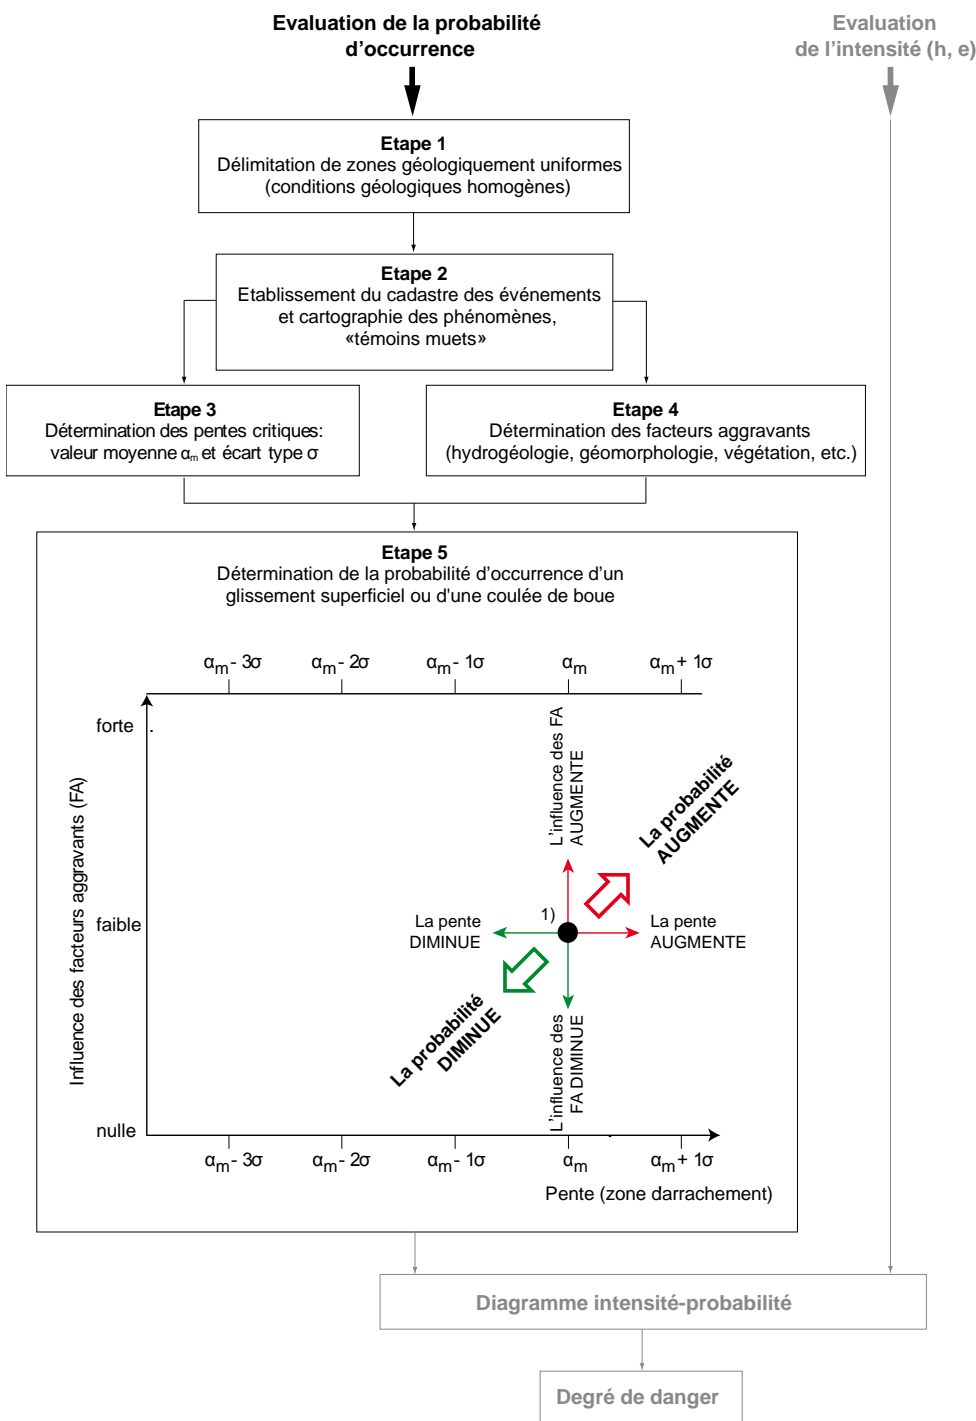 Evaluation de la probabilité
d'occurrence
Evaluation
de l'intensité (h, e)
Etape 1
Délimitation de zones géologiquement uniformes
(conditions géologiques homogènes)
Etape 2
Etablissement du cadastre des événements
et cartographie des phénomènes,
«témoins muets»
Etape 3
Détermination des pentes critiques:
valeur moyenne αm et écart type σ
Etape 4
Détermination des facteurs aggravants
(hydrogéologie, géomorphologie, végétation, etc.)
Etape 5
Détermination de la probabilité d'occurrence d'un
glissement superficiel ou d'une coulée de boue
αm - 3σ αm - 2σ αm - 1σ αm αm + 1σ
forte .
faible
nulle
Influence des facteurs aggravants (FA)
L'influence des FA
AUGMENTE
La probabilité
AUGMENTE
1)
La pente
DIMINUE
La pente
AUGMENTE
La probabilité
DIMINUE
L'influence des
FA DIMINUE
αm - 3σ αm - 2σ αm - 1σ αm αm + 1σ
Pente (zone darrachement)
Diagramme intensité-probabilité
Degré de danger